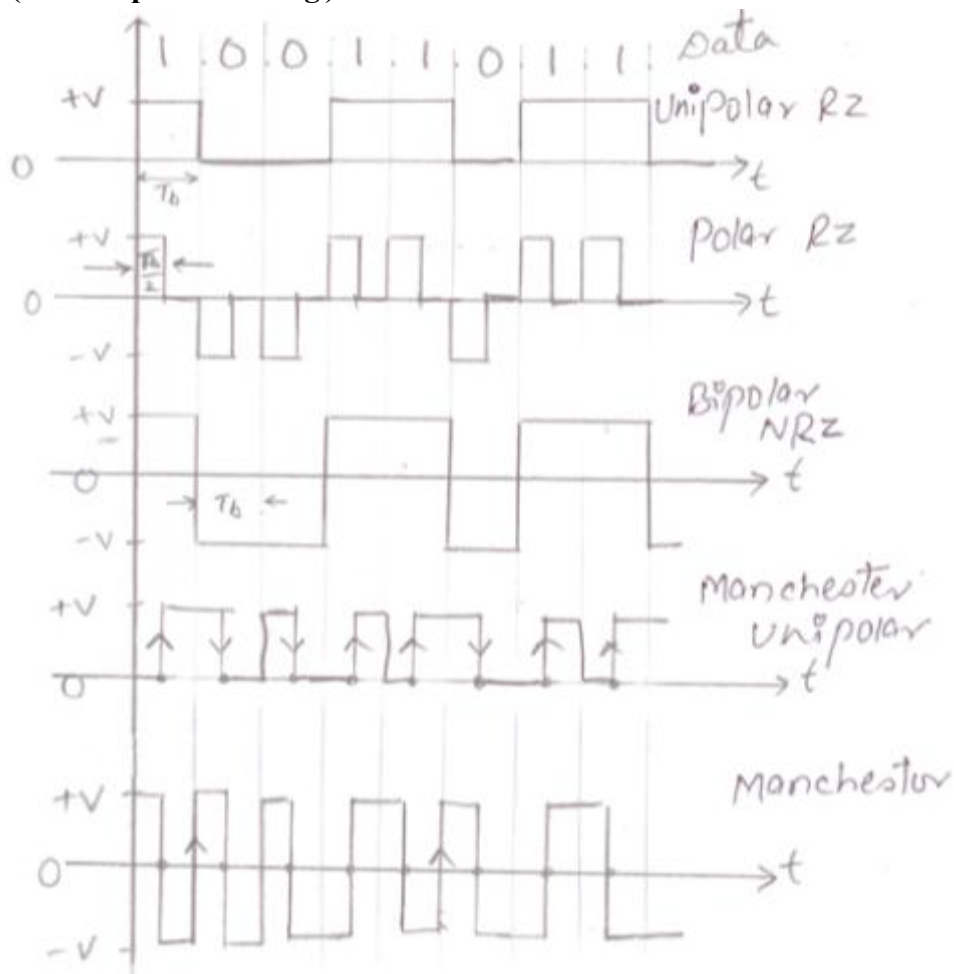 1 0 0 1 1 0 1 1 Data
+V Unipolar RZ
0 t
Tb
+V Polar RZ
Tb/2
0 t
-V
+V Bipolar
NRZ
0 t
Tb
-V
+V Manchester
Unipolar
0 t
+V Manchester
0 t
-V